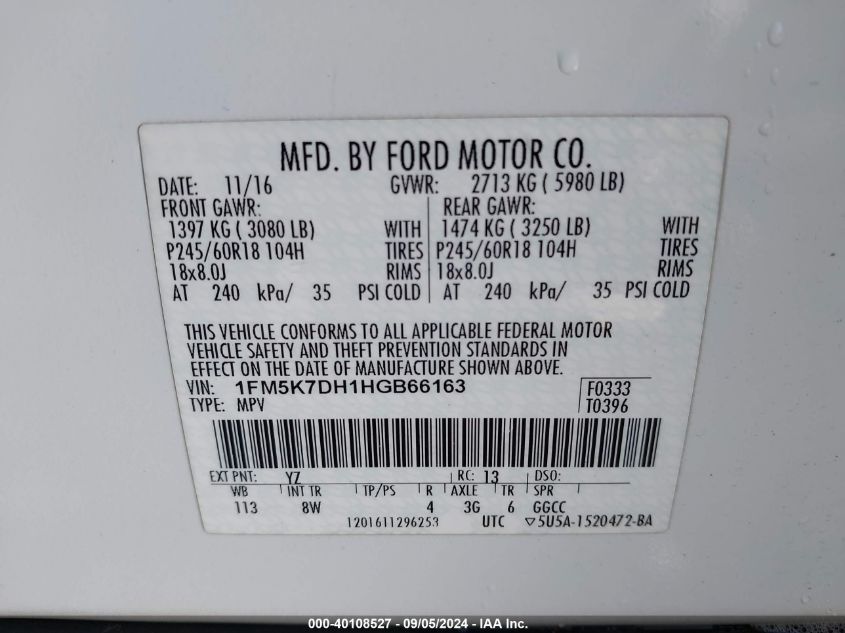 MFD. BY FORD MOTOR CO.
DATE: 11/16 GVWR: 2713 KG ( 5980 LB)
FRONT GAWR: REAR GAWR:
1397 KG ( 3080 LB) WITH 1474 KG ( 3250 LB) WITH
P245/60R18 104H TIRES P245/60R18 104H TIRES
18x8.0J RIMS 18x8.0J RIMS
AT 240 kPa/ 35 PSI COLD AT 240 kPa/ 35 PSI COLD
THIS VEHICLE CONFORMS TO ALL APPLICABLE FEDERAL MOTOR
VEHICLE SAFETY AND THEFT PREVENTION STANDARDS IN
EFFECT ON THE DATE OF MANUFACTURE SHOWN ABOVE.
VIN: 1FM5K7DH1HGB66163 F0333
TYPE: MPV T0396
EXT PNT: YZ RC: 13 DSO:
WB INT TR TP/PS R AXLE TR SPR
113 8W 4 3G 6 GGCC
1201611296253 UTC ▽5U5A-1520472-BA
000-40108527 - 09/05/2024 - IAA Inc.